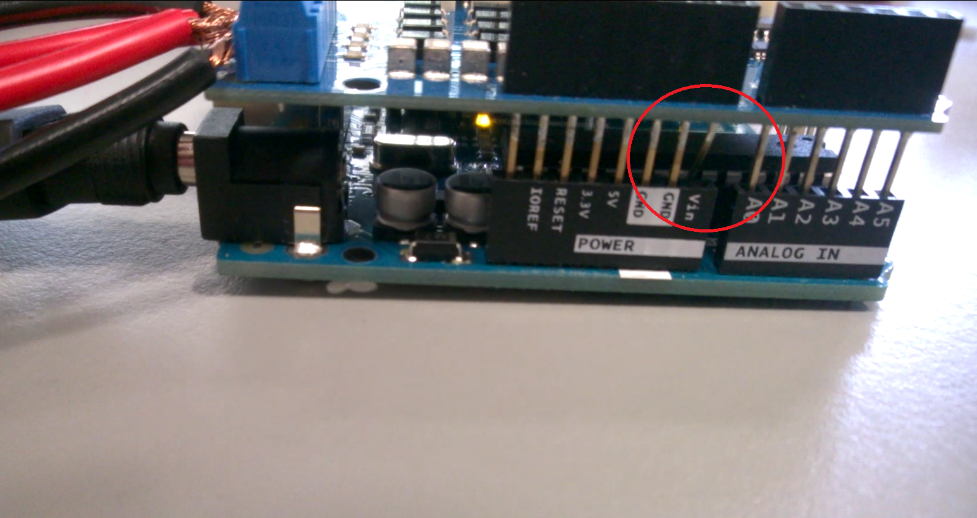 IOREF
RESET
3.3V
5V
GND
GND
Vin
POWER
A0
A1
A2
A3
A4
A5
ANALOG IN